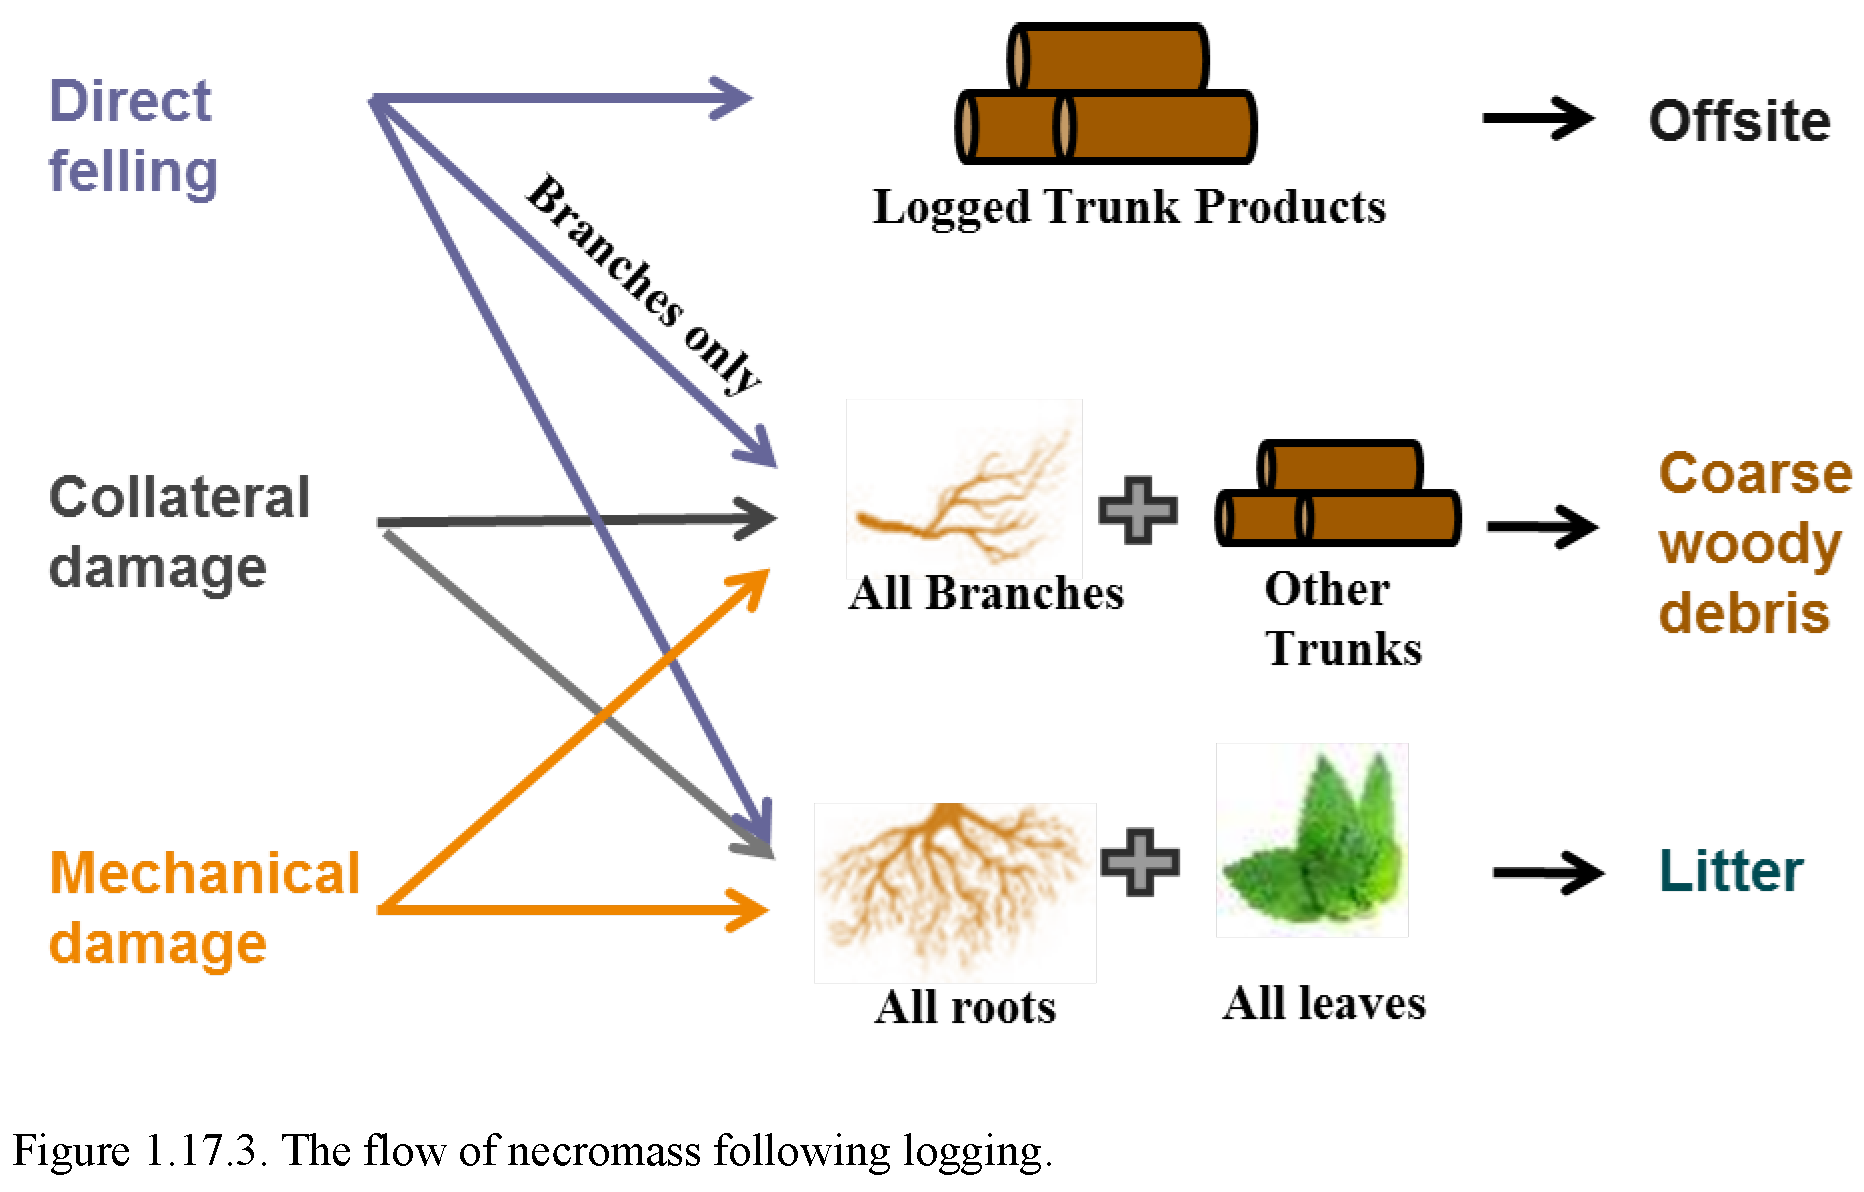 Direct
felling
Branches only
Logged Trunk Products
Offsite
Collateral
damage
All Branches
Other
Trunks
Coarse
woody
debris
Mechanical
damage
All roots
All leaves
Litter
Figure 1.17.3. The flow of necromass following logging.